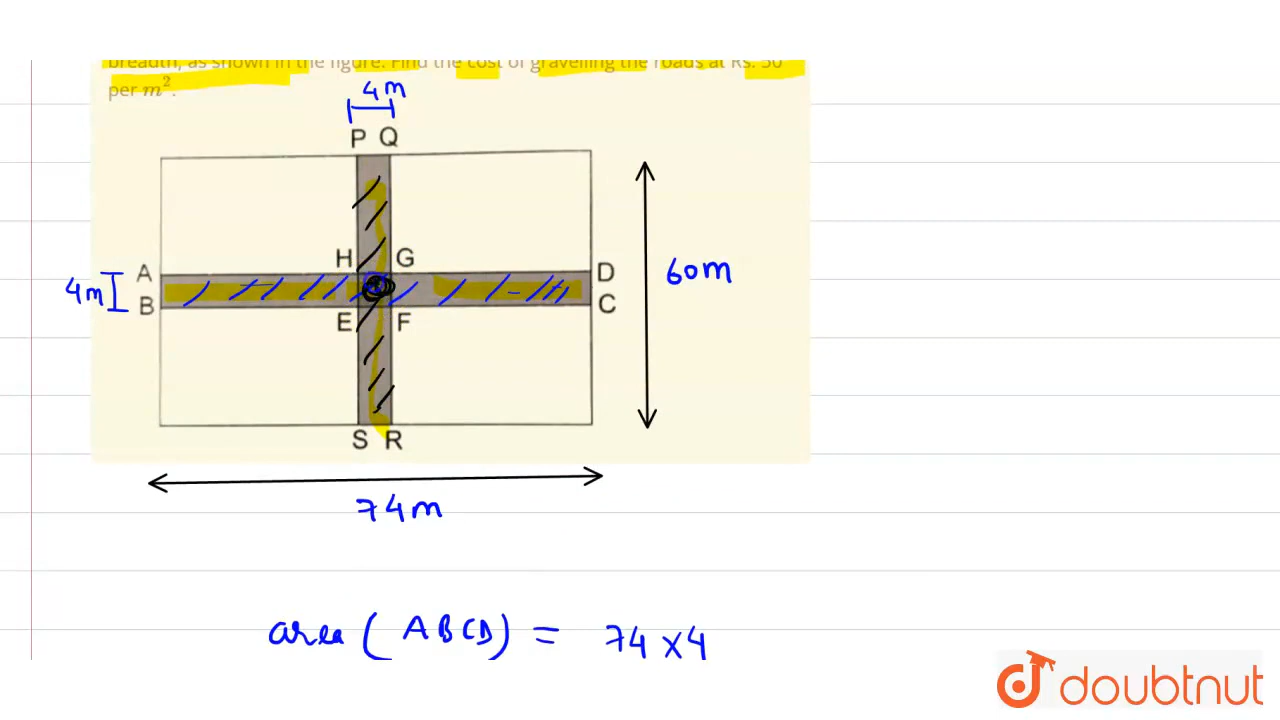 breadth, as shown in the figure. Find the cost of gravelling the roads at Rs. 50
per m².
4m
P Q
H G
A D
4m
60m
B C
E F
S R
74m
area (ABCD) = 74 x 4
doubtnut